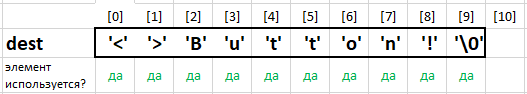 [0] [1] [2] [3] [4] [5] [6] [7] [8] [9] [10]
dest '<' '>' 'B' 'u' 't' 't' 'o' 'n' '!' '\0'
элемент
используется? да да да да да да да да да да